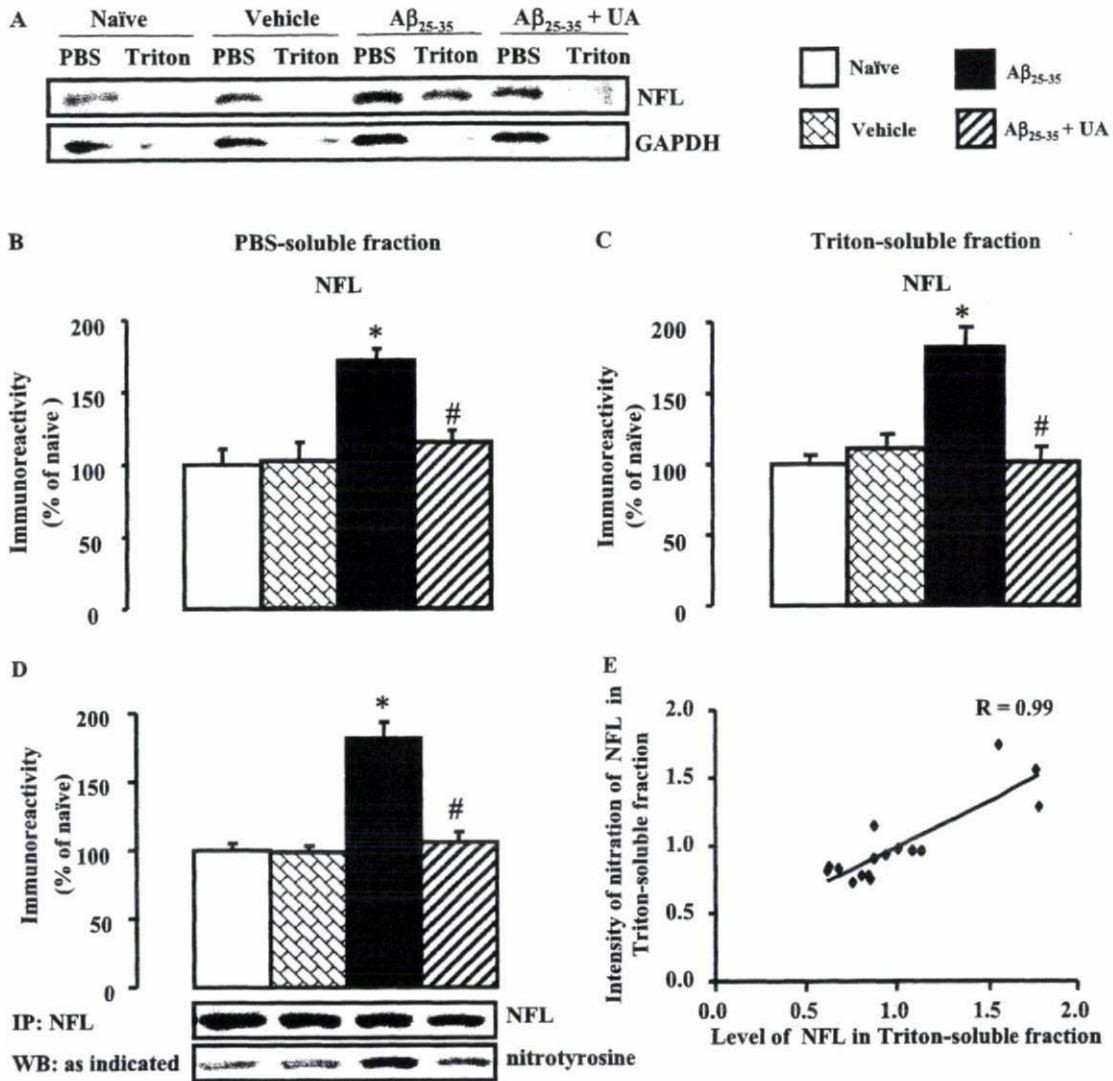 A
Naïve Vehicle Aβ25-35 Aβ25-35 + UA
PBS Triton PBS Triton PBS Triton PBS Triton
NFL
GAPDH
Naïve
Aβ25-35
Vehicle
Aβ25-35 + UA
B
PBS-soluble fraction
NFL
Immunoreactivity
(% of naive )
200
150
100
50
0
*
#
C
Triton-soluble fraction
NFL
Immunoreactivity
(% of naïve)
200
150
100
50
0
*
#
D
Immunoreactivity
(% of naïve)
200
150
100
50
0
*
#
IP: NFL
NFL
WB: as indicated
nitrotyrosine
E
Intensity of nitration of NFL in
Triton-soluble fraction
2.0
1.5
1.0
0.5
0.0
R = 0.99
0.0 0.5 1.0 1.5 2.0
Level of NFL in Triton-soluble fraction